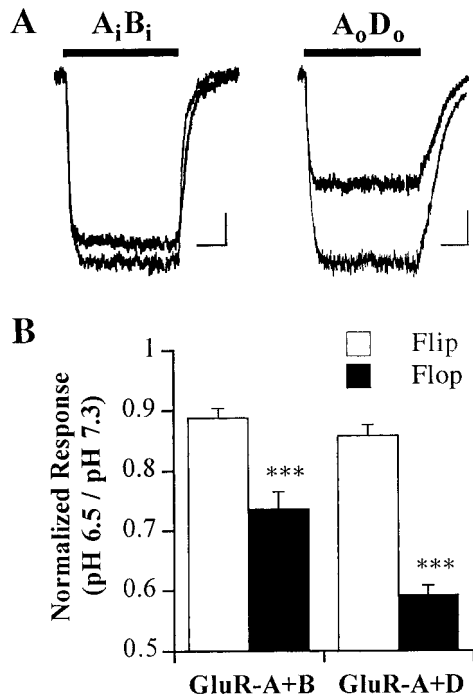 A
AᵢBᵢ
AₒDₒ
B
Flip
Flop
Normalized Response
(pH 6.5 / pH 7.3)
1
0.9
0.8
0.7
0.6
0.5
***
***
GluR-A+B
GluR-A+D